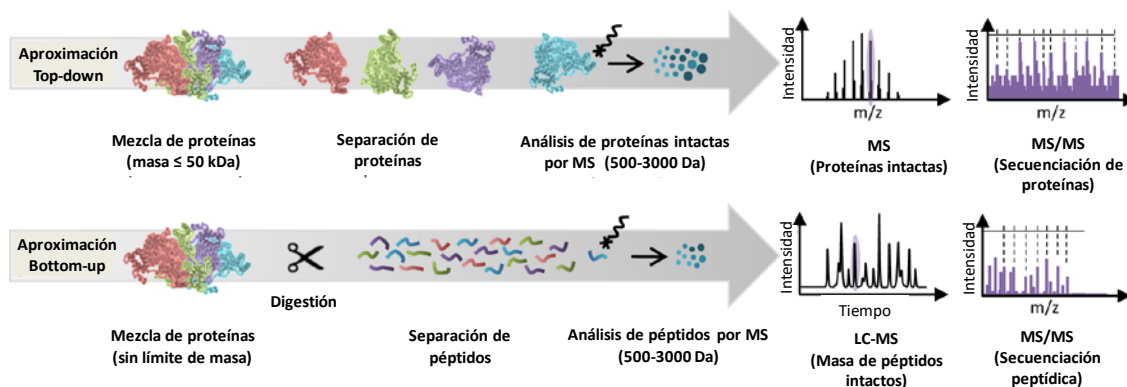 Aproximación
Top-down
Mezcla de proteínas
(masa ≤ 50 kDa)
Separación de
proteínas
Análisis de proteínas intactas
por MS (500-3000 Da)
Intensidad
m/z
MS
(Proteínas intactas)
Intensidad
m/z
MS/MS
(Secuenciación de
proteínas)
Aproximación
Bottom-up
Digestión
Mezcla de proteínas
(sin límite de masa)
Separación de
péptidos
Análisis de péptidos por MS
(500-3000 Da)
Intensidad
Tiempo
LC-MS
(Masa de péptidos
intactos)
Intensidad
m/z
MS/MS
(Secuenciación
peptídica)